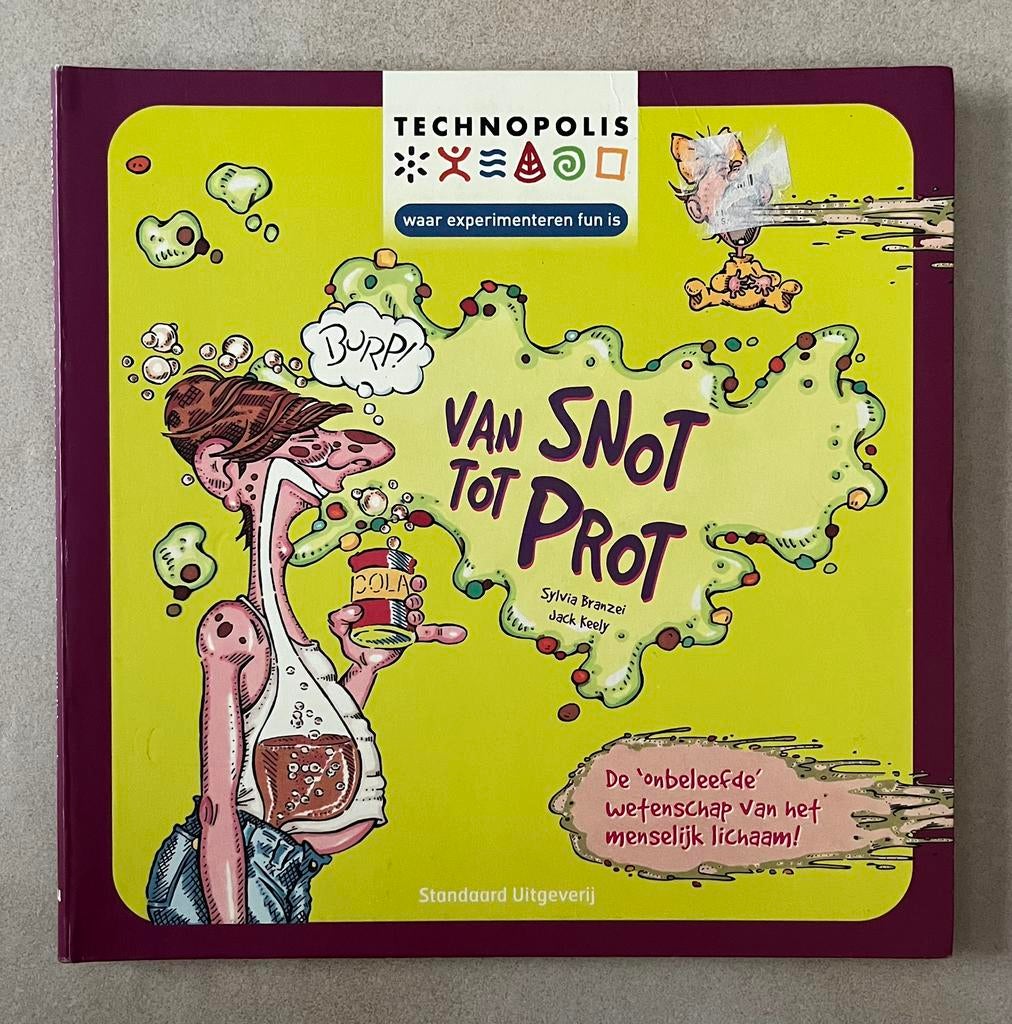 TECHNOPOLIS
waar experimenteren fun is
BURP!
VAN SNOT
TOT PROT
Sylvia Branzei
Jack Keely
COLA
De 'onbeleefde'
wetenschap van het
menselijk lichaam!
Standaard Uitgeverij